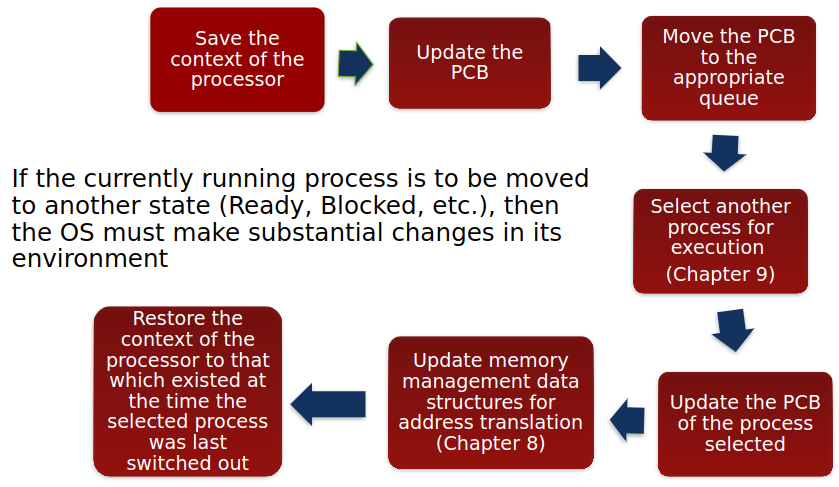 Save the
context of the
processor
Update the
PCB
Move the PCB
to the
appropriate
queue
If the currently running process is to be moved
to another state (Ready, Blocked, etc.), then
the OS must make substantial changes in its
environment
Select another
process for
execution
(Chapter 9)
Update the PCB
of the process
selected
Update memory
management data
structures for
address translation
(Chapter 8)
Restore the
context of the
processor to that
which existed at
the time the
selected process
was last
switched out